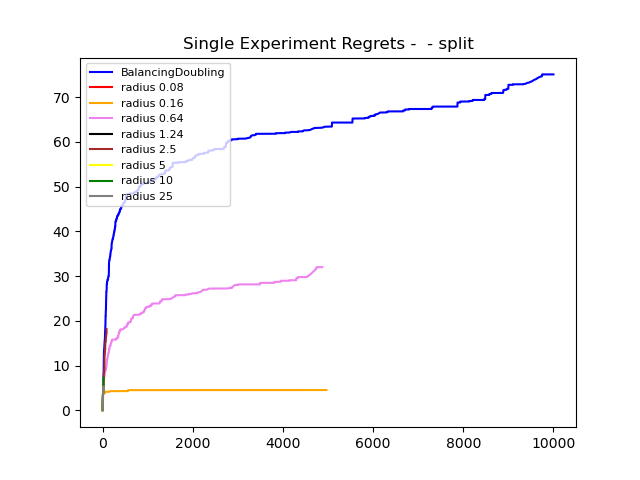 Single Experiment Regrets -  - split
BalancingDoubling
radius 0.08
radius 0.16
radius 0.64
radius 1.24
radius 2.5
radius 5
radius 10
radius 25
70
60
50
40
30
20
10
0
0 2000 4000 6000 8000 10000